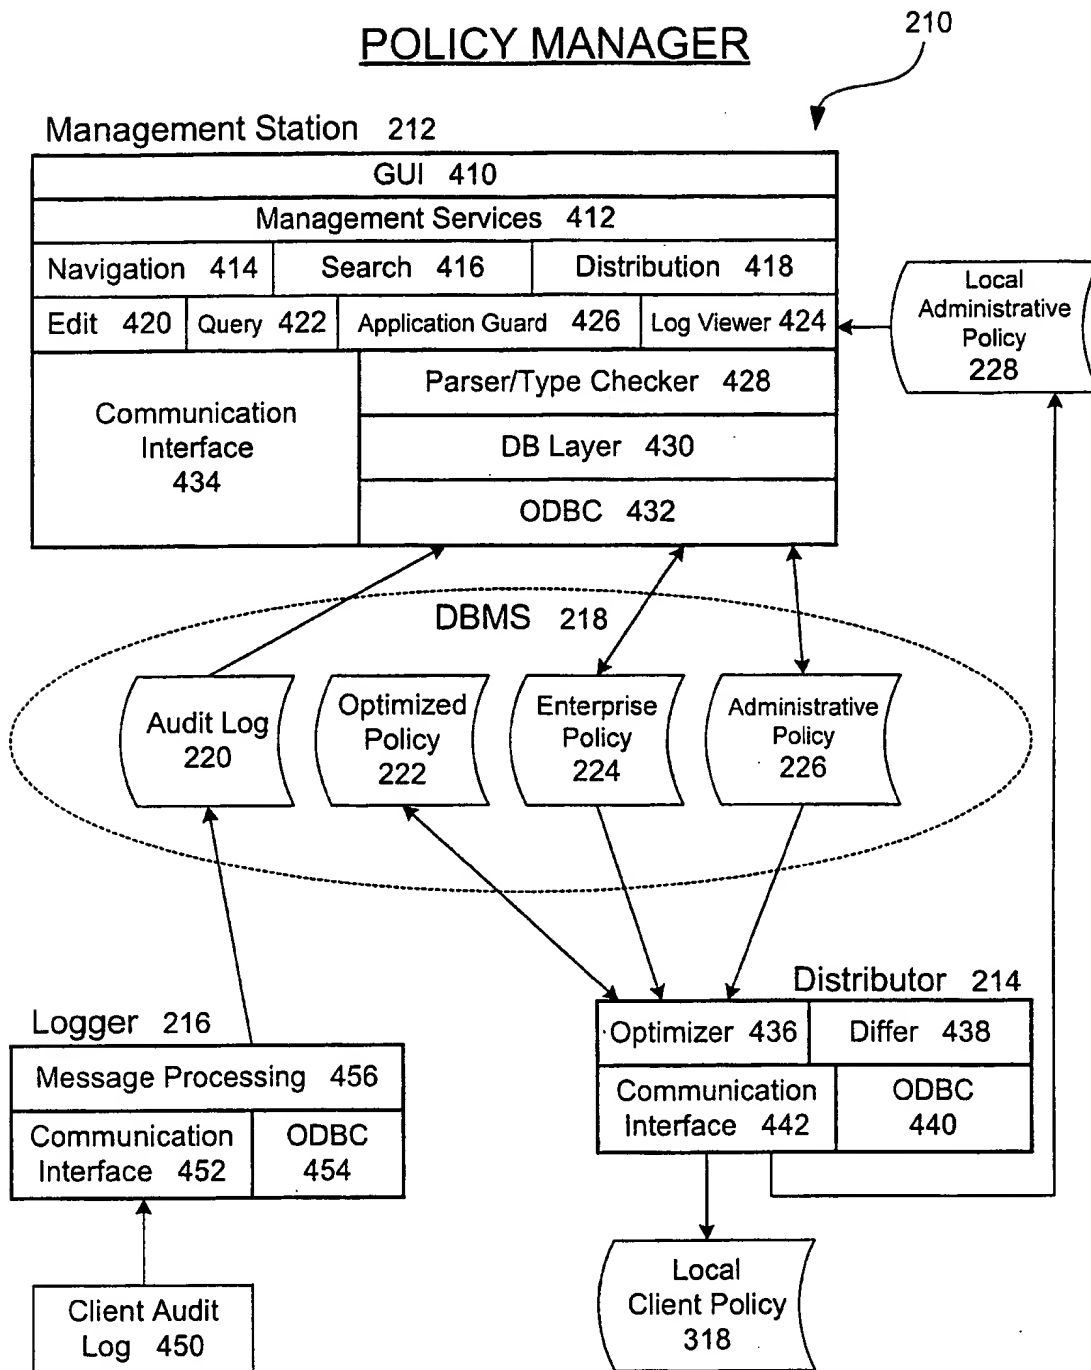 POLICY MANAGER
210
Management Station 212
GUI 410
Management Services 412
Navigation 414
Search 416
Distribution 418
Edit 420
Query 422
Application Guard 426
Log Viewer 424
Local
Administrative
Policy
228
Communication
Interface
434
Parser/Type Checker 428
DB Layer 430
ODBC 432
DBMS 218
Audit Log
220
Optimized
Policy
222
Enterprise
Policy
224
Administrative
Policy
226
Distributor 214
Optimizer 436
Differ 438
Communication
Interface 442
ODBC
440
Logger 216
Message Processing 456
Communication
Interface 452
ODBC
454
Client Audit
Log 450
Local
Client Policy
318